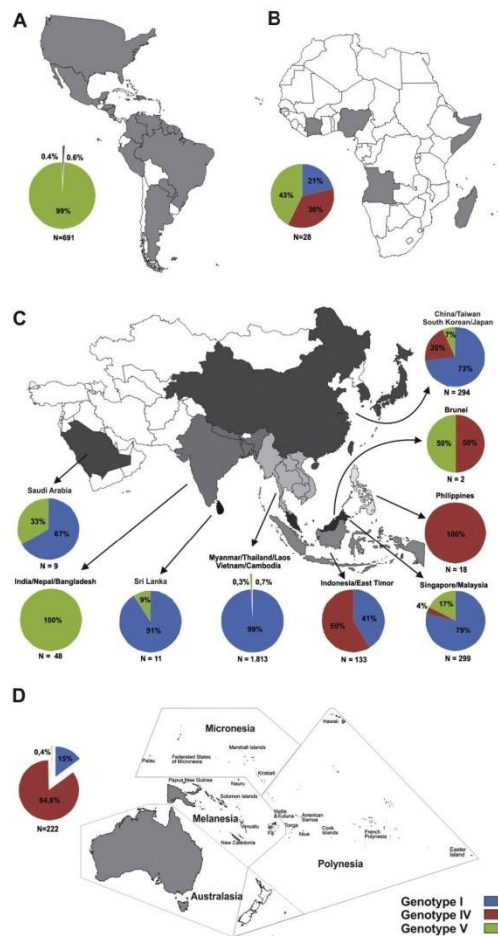 A
B
0.4%
0.6%
99%
N=691
21%
43%
36%
N=28
C
China/Taiwan
South Korean/Japan
7%
20%
73%
N = 294
Brunei
50%
50%
N = 2
Philippines
100%
N = 18
Saudi Arabia
33%
67%
N = 9
India/Nepal/Bangladesh
100%
N = 48
Sri Lanka
9%
91%
N = 11
Myanmar/Thailand/Laos
Vietnam/Cambodia
0,3%
0,7%
99%
N = 1.813
Indonesia/East Timor
59%
41%
N = 133
Singapore/Malaysia
4%
17%
79%
N = 299
D
0,4%
15%
84,6%
N=222
Micronesia
Hawaii
Marshall Islands
Palau
Federated States
of Micronesia
Kiribati
Nauru
Papua New Guinea
Solomon Islands
Melanesia
Vanuatu
New Caledonia
Wallis
& Futuna
Fiji
Tonga
American
Samoa
Niue
Cook
Islands
French
Polynesia
Easter
Island
Polynesia
Australasia
Genotype I
Genotype IV
Genotype V